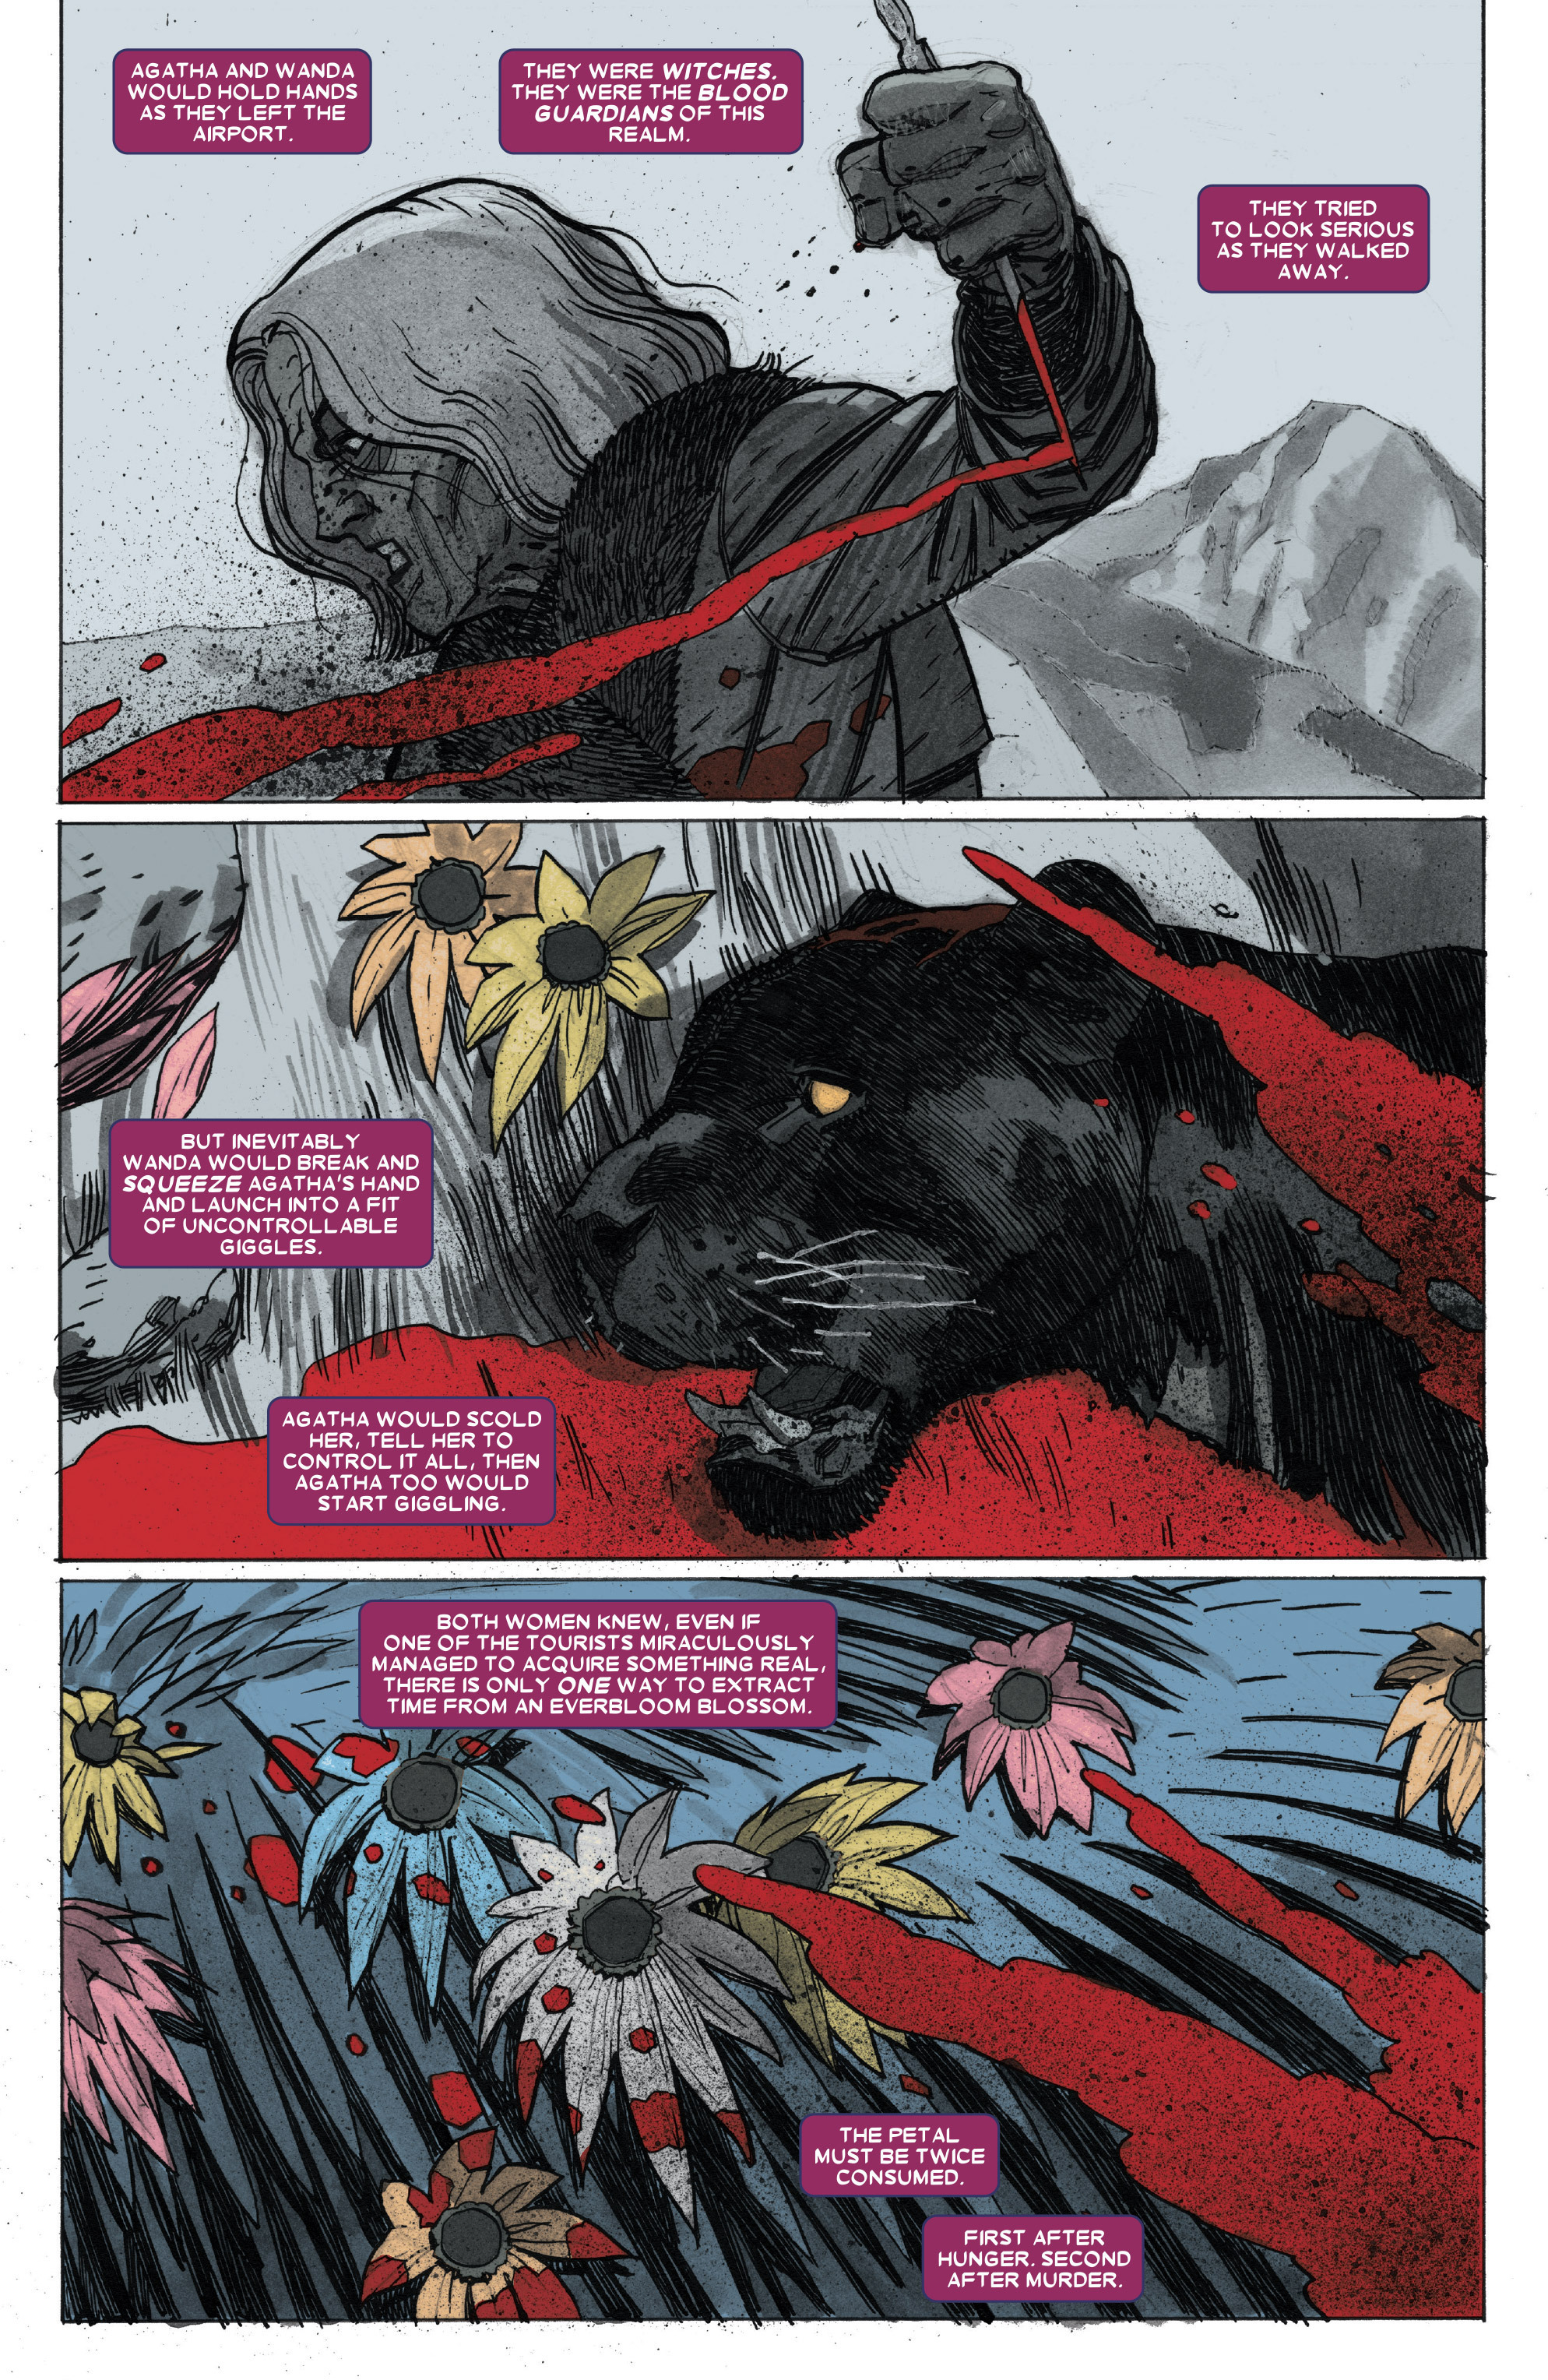 AGATHA AND WANDA
WOULD HOLD HANDS
AS THEY LEFT THE
AIRPORT.
THEY WERE WITCHES.
THEY WERE THE BLOOD
GUARDIANS OF THIS
REALM.
THEY TRIED
TO LOOK SERIOUS
AS THEY WALKED
AWAY.
BUT INEVITABLY
WANDA WOULD BREAK AND
SQUEEZE AGATHA'S HAND
AND LAUNCH INTO A FIT
OF UNCONTROLLABLE
GIGGLES.
AGATHA WOULD SCOLD
HER, TELL HER TO
CONTROL IT ALL, THEN
AGATHA TOO WOULD
START GIGGLING.
BOTH WOMEN KNEW, EVEN IF
ONE OF THE TOURISTS MIRACULOUSLY
MANAGED TO ACQUIRE SOMETHING REAL,
THERE IS ONLY ONE WAY TO EXTRACT
TIME FROM AN EVERBLOOM BLOSSOM.
THE PETAL
MUST BE TWICE
CONSUMED.
FIRST AFTER
HUNGER. SECOND
AFTER MURDER.